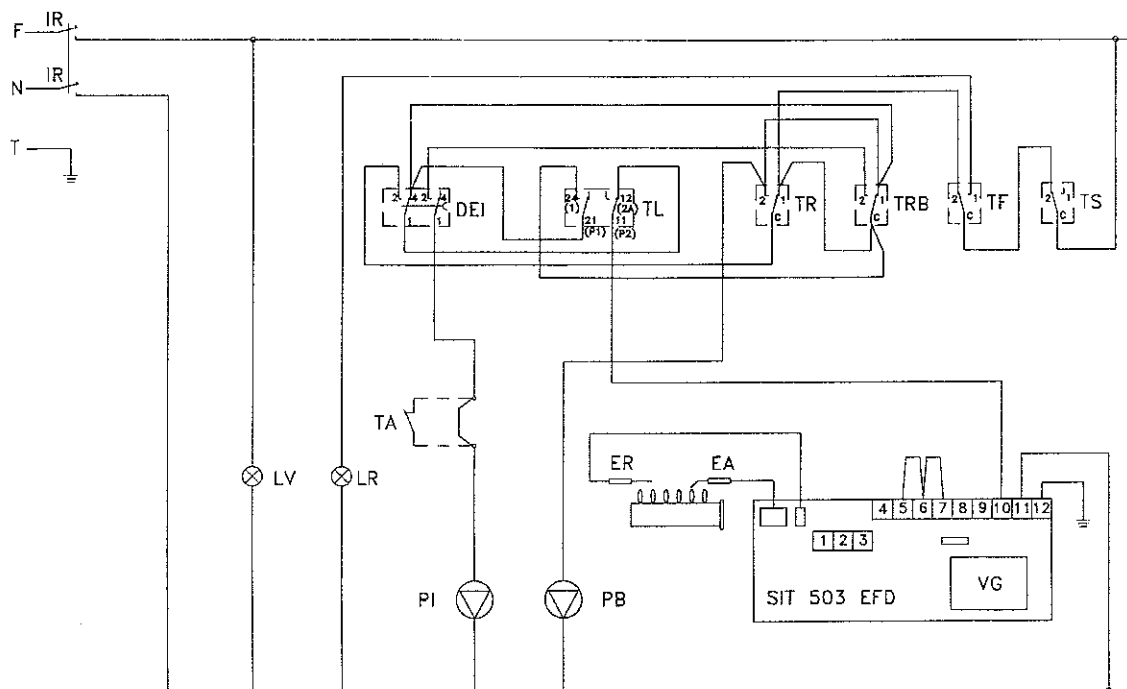 IR
F
IR
N
T
2 4 2 4
DEI
1 1
24 12
(1) (2A)
TL
21 11
(P1) (P2)
2 1
TR
C
2 1
TRB
C
2 1
TF
C
2 1
TS
C
TA
LV
LR
ER
EA
4 5 6 7 8 9 10 11 12
1 2 3
VG
SIT 503 EFD
PI
PB